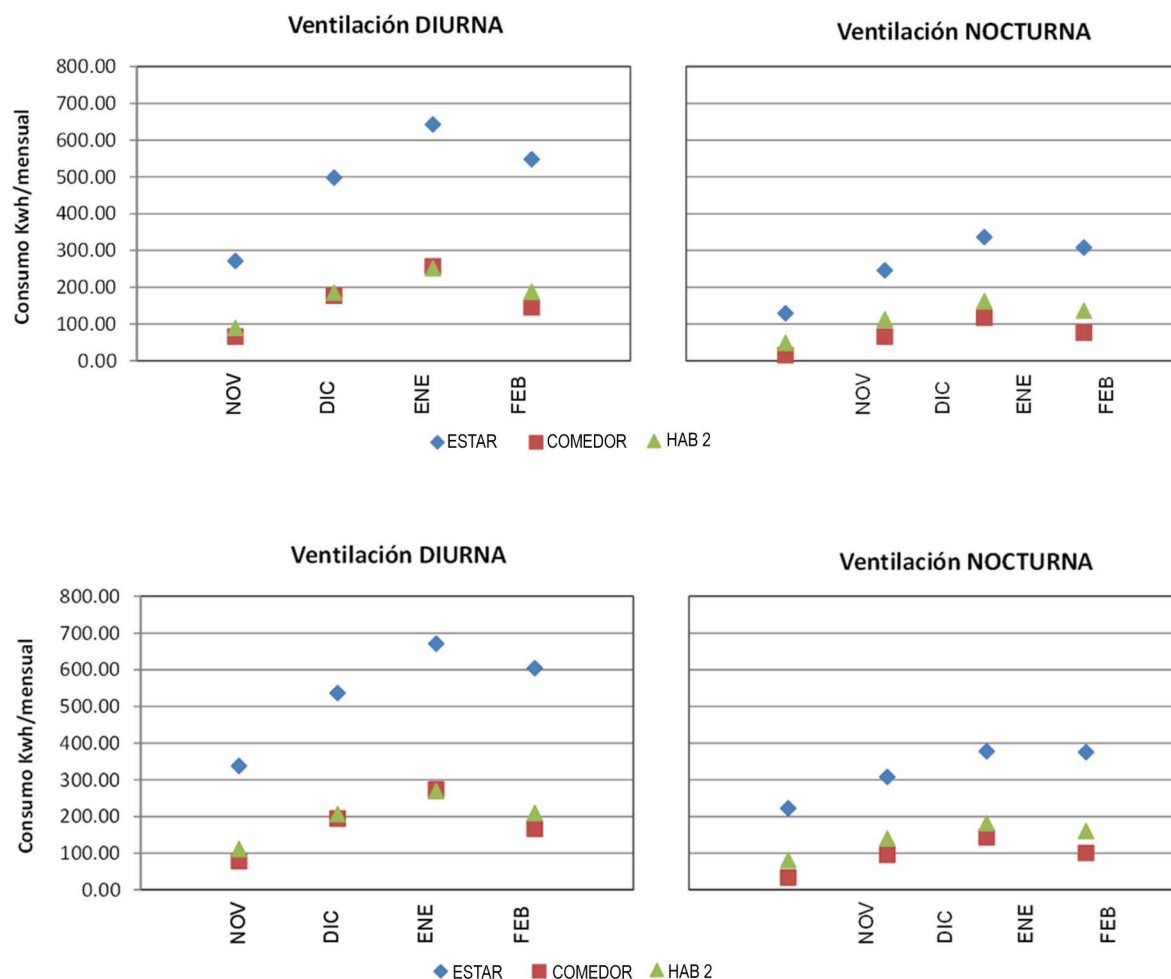 Ventilación DIURNA
Consumo Kwh/mensual
800.00
700.00
600.00
500.00
400.00
300.00
200.00
100.00
0.00
NOV
DIC
ENE
FEB
Ventilación NOCTURNA
NOV
DIC
ENE
FEB
ESTAR
COMEDOR
HAB 2
Ventilación DIURNA
Consumo Kwh/mensual
800.00
700.00
600.00
500.00
400.00
300.00
200.00
100.00
0.00
NOV
DIC
ENE
FEB
Ventilación NOCTURNA
NOV
DIC
ENE
FEB
ESTAR
COMEDOR
HAB 2